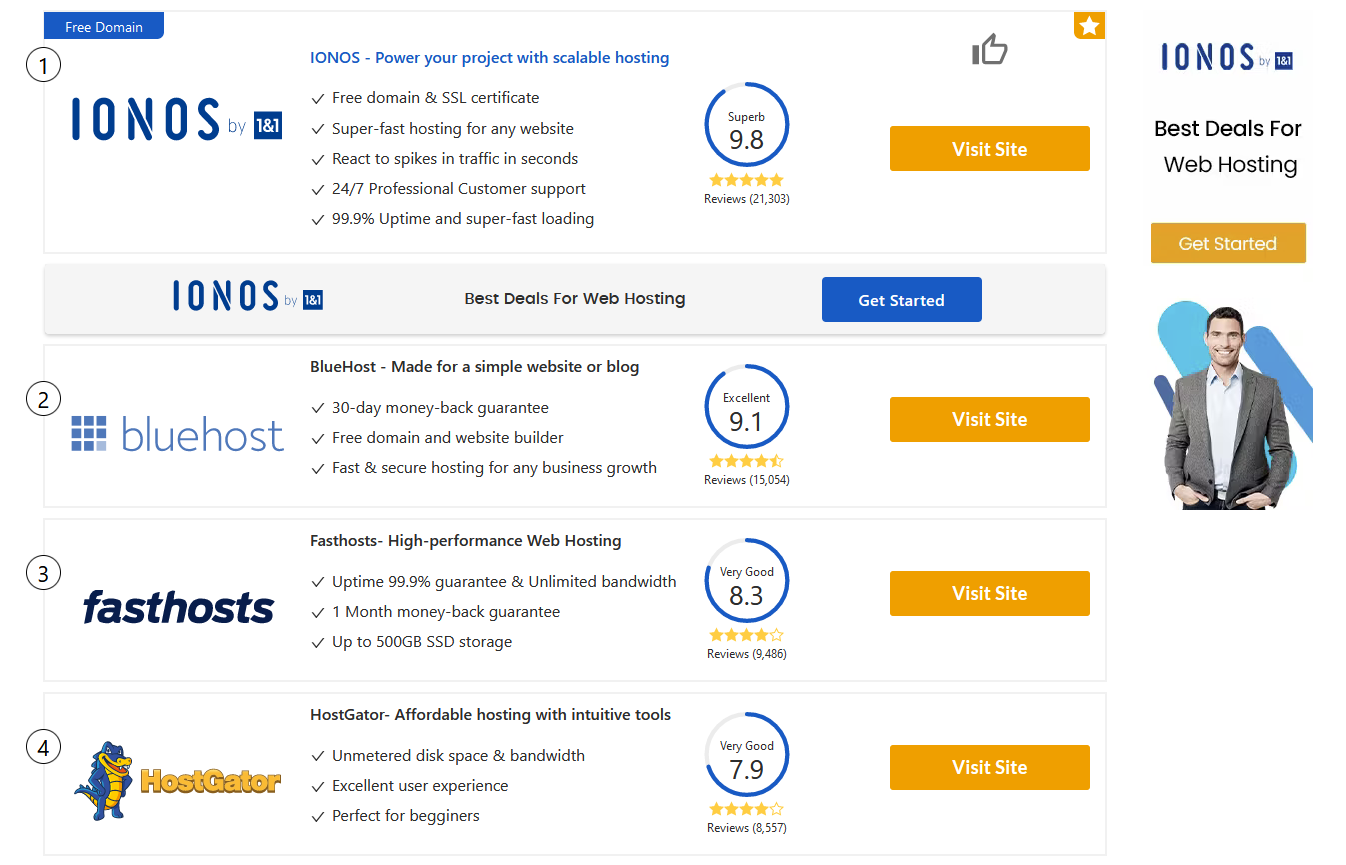 Free Domain
1
IONOS by 1&1
IONOS - Power your project with scalable hosting
Free domain & SSL certificate
Super-fast hosting for any website
React to spikes in traffic in seconds
24/7 Professional Customer support
99.9% Uptime and super-fast loading
Superb
9.8
Reviews (21,303)
Visit Site
IONOS by 1&1
Best Deals For Web Hosting
Get Started
2
bluehost
BlueHost - Made for a simple website or blog
30-day money-back guarantee
Free domain and website builder
Fast & secure hosting for any business growth
Excellent
9.1
Reviews (15,054)
Visit Site
3
fasthosts
Fasthosts- High-performance Web Hosting
Uptime 99.9% guarantee & Unlimited bandwidth
1 Month money-back guarantee
Up to 500GB SSD storage
Very Good
8.3
Reviews (9,486)
Visit Site
4
HostGator
HostGator- Affordable hosting with intuitive tools
Unmetered disk space & bandwidth
Excellent user experience
Perfect for begginers
Very Good
7.9
Reviews (8,557)
Visit Site
IONOS by 1&1
Best Deals For
Web Hosting
Get Started